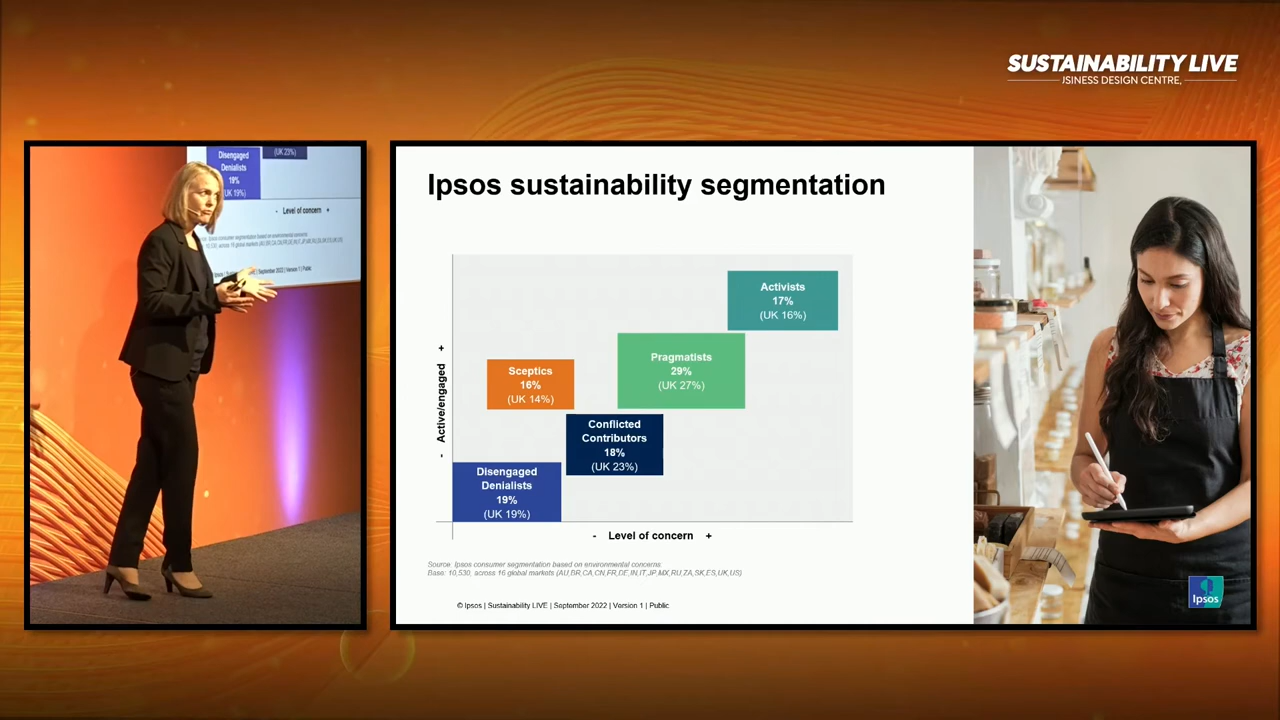 SUSTAINABILITY LIVE
JSINESS DESIGN CENTRE,
Disengaged
Denialists
19%
(UK 19%)
(UK 23%)
- Level of concern +
Ipsos sustainability segmentation
Activists
17%
(UK 16%)
Pragmatists
29%
(UK 27%)
Sceptics
16%
(UK 14%)
Conflicted
Contributors
18%
(UK 23%)
Disengaged
Denialists
19%
(UK 19%)
- Active/engaged +
- Level of concern +
Source: Ipsos consumer segmentation based on environmental concerns.
Base: 10,530, across 16 global markets (AU,BR,CA,CN,FR,DE,IN,IT,JP,MX,RU,ZA,SK,ES,UK,US)
© Ipsos | Sustainability LIVE | September 2022 | Version 1 | Public
Ipsos